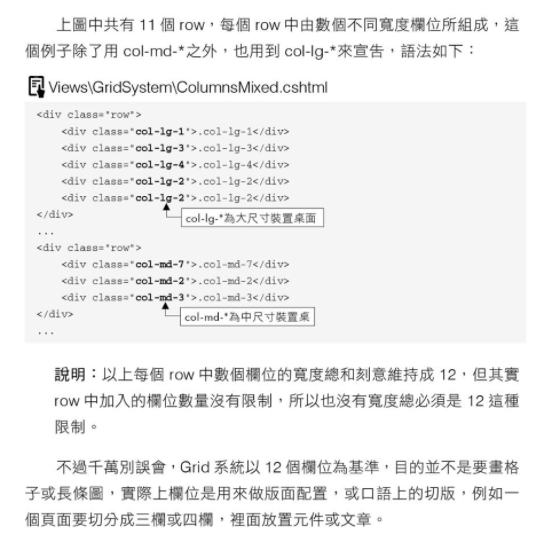 上圖中共有 11 個 row，每個 row 中由數個不同寬度欄位所組成，這
個例子除了用 col-md-*之外，也用到 col-lg-*來宣告，語法如下：
Views\GridSystem\ColumnsMixed.cshtml
<div class="row">
    <div class="col-lg-1">.col-lg-1</div>
    <div class="col-lg-3">.col-lg-3</div>
    <div class="col-lg-4">.col-lg-4</div>
    <div class="col-lg-2">.col-lg-2</div>
    <div class="col-lg-2">.col-lg-2</div>
</div>
col-lg-*為大尺寸裝置桌面
...
<div class="row">
    <div class="col-md-7">.col-md-7</div>
    <div class="col-md-2">.col-md-2</div>
    <div class="col-md-3">.col-md-3</div>
</div>
col-md-*為中尺寸裝置桌
...
說明：以上每個 row 中數個欄位的寬度總和刻意維持成 12，但其實
row 中加入的欄位數量沒有限制，所以也沒有寬度總必須是 12 這種
限制。
不過千萬別誤會，Grid 系統以 12 個欄位為基準，目的並不是要畫格
子或長條圖，實際上欄位是用來做版面配置，或口語上的切版，例如一
個頁面要切分成三欄或四欄，裡面放置元件或文章。